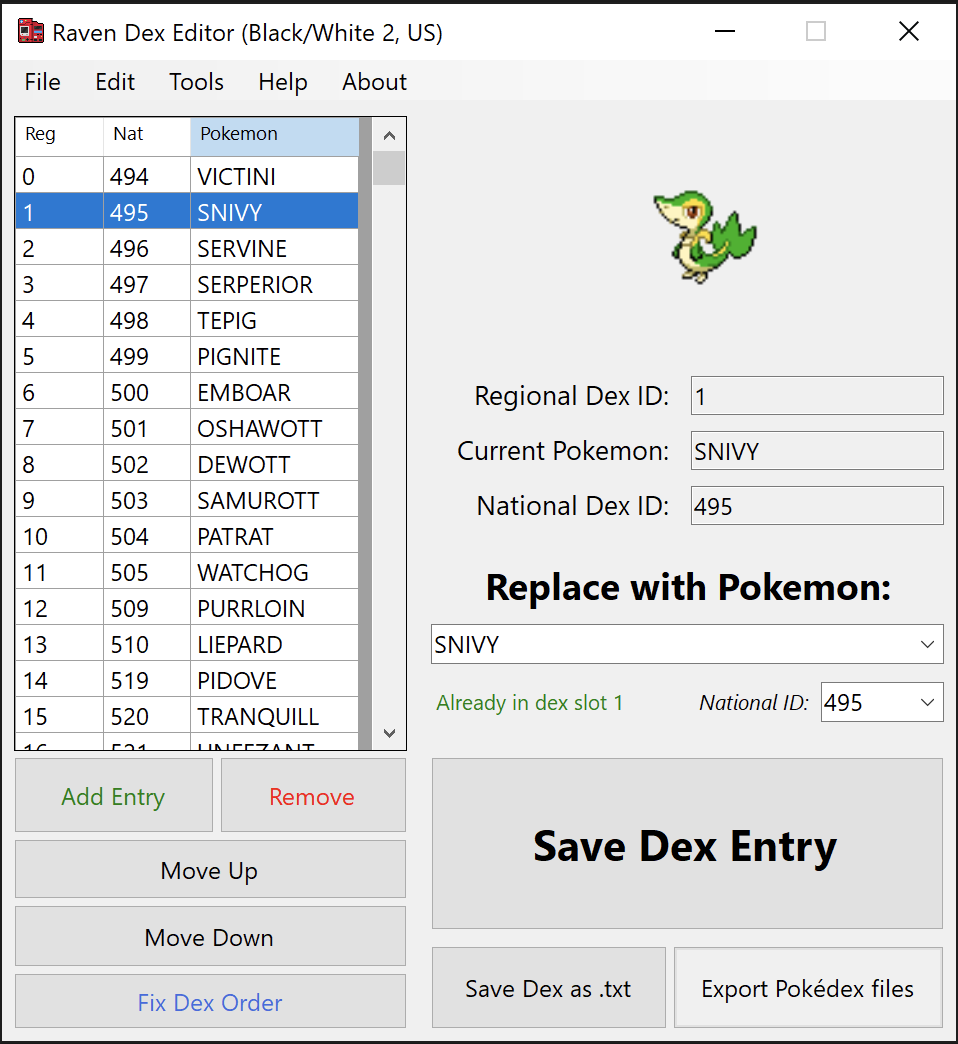 Raven Dex Editor (Black/White 2, US)
File Edit Tools Help About
Reg Nat Pokemon
0 494 VICTINI
1 495 SNIVY
2 496 SERVINE
3 497 SERPERIOR
4 498 TEPIG
5 499 PIGNITE
6 500 EMBOAR
7 501 OSHAWOTT
8 502 DEWOTT
9 503 SAMUROTT
10 504 PATRAT
11 505 WATCHOG
12 509 PURRLOIN
13 510 LIEPARD
14 519 PIDOVE
15 520 TRANQUILL
16 521 UNFEZANT
Add Entry Remove
Move Up
Move Down
Fix Dex Order
Regional Dex ID: 1
Current Pokemon: SNIVY
National Dex ID: 495
Replace with Pokemon:
SNIVY
Already in dex slot 1 National ID: 495
Save Dex Entry
Save Dex as .txt Export Pokédex files